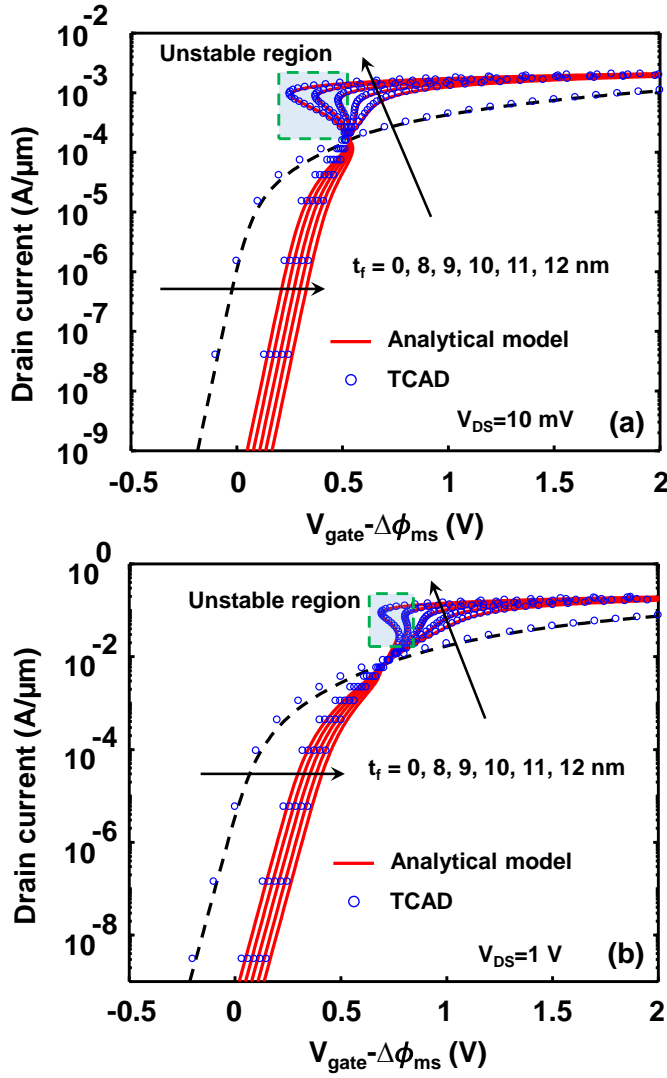 10^-2
Unstable region
10^-3
10^-4
10^-5
t_f = 0, 8, 9, 10, 11, 12 nm
10^-6
10^-7
Analytical model
10^-8
TCAD
V_DS=10 mV
(a)
10^-9
Drain current (A/μm)
-0.5 0 0.5 1 1.5 2
V_gate-Δϕ_ms (V)
10^0
Unstable region
10^-2
10^-4
t_f = 0, 8, 9, 10, 11, 12 nm
10^-6
Analytical model
TCAD
10^-8
V_DS=1 V
(b)
Drain current (A/μm)
-0.5 0 0.5 1 1.5 2
V_gate-Δϕ_ms (V)